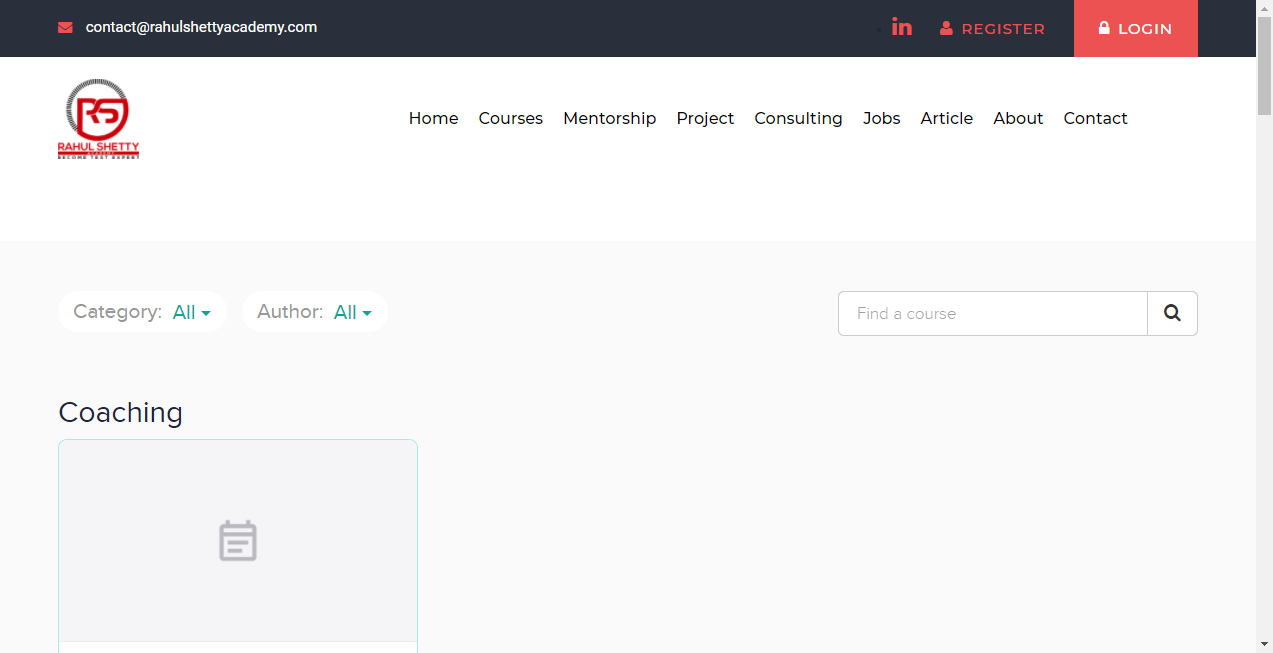 contact@rahulshettyacademy.com
in REGISTER LOGIN
RS
RAHUL SHETTY
ACADEMY
BECOME TEST EXPERT
Home Courses Mentorship Project Consulting Jobs Article About Contact
Category: All Author: All Find a course
Coaching